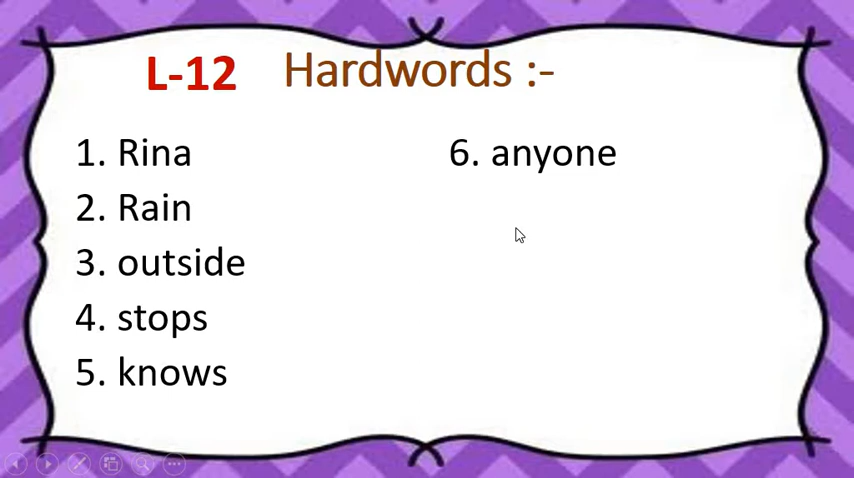 L-12 Hardwords :-
1. Rina
2. Rain
3. outside
4. stops
5. knows
6. anyone